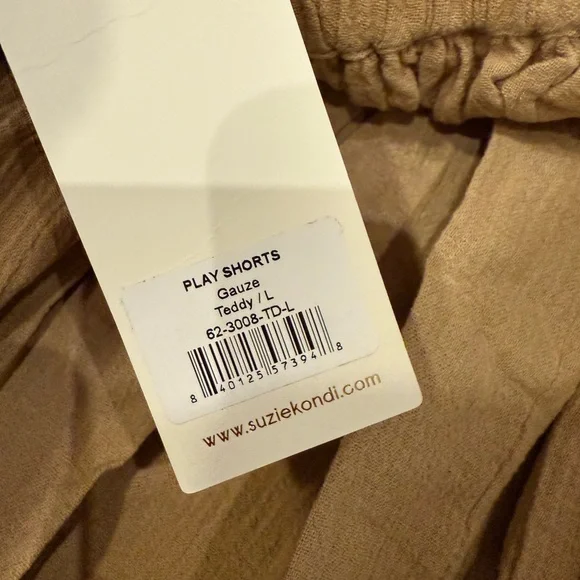 PLAY SHORTS
Gauze
Teddy / L
62-3008-TD-L
8 40125 57394 8
www.suziekondi.com